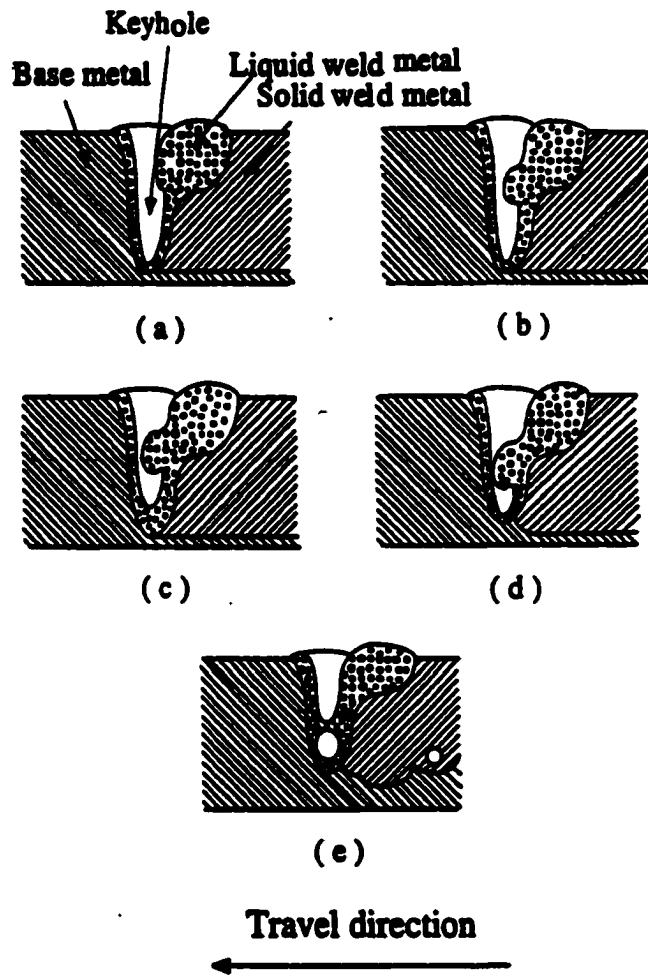 Keyhole
Base metal
Liquid weld metal
Solid weld metal
(a)
(b)
(c)
(d)
(e)
Travel direction